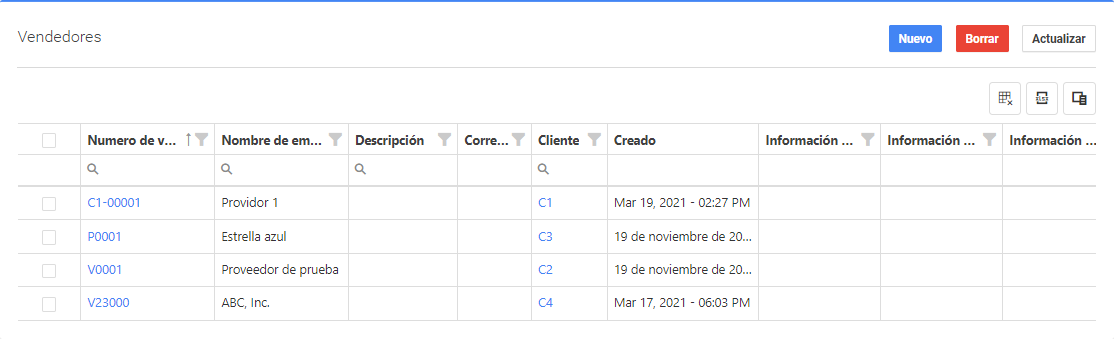 Vendedores
Nuevo Borrar Actualizar
XLSX
Numero de v... Nombre de em... Descripción Corre... Cliente Creado Información ... Información ... Información ...
C1-00001 Providor 1 C1 Mar 19, 2021 - 02:27 PM
P0001 Estrella azul C3 19 de noviembre de 20...
V0001 Proveedor de prueba C2 19 de noviembre de 20...
V23000 ABC, Inc. C4 Mar 17, 2021 - 06:03 PM